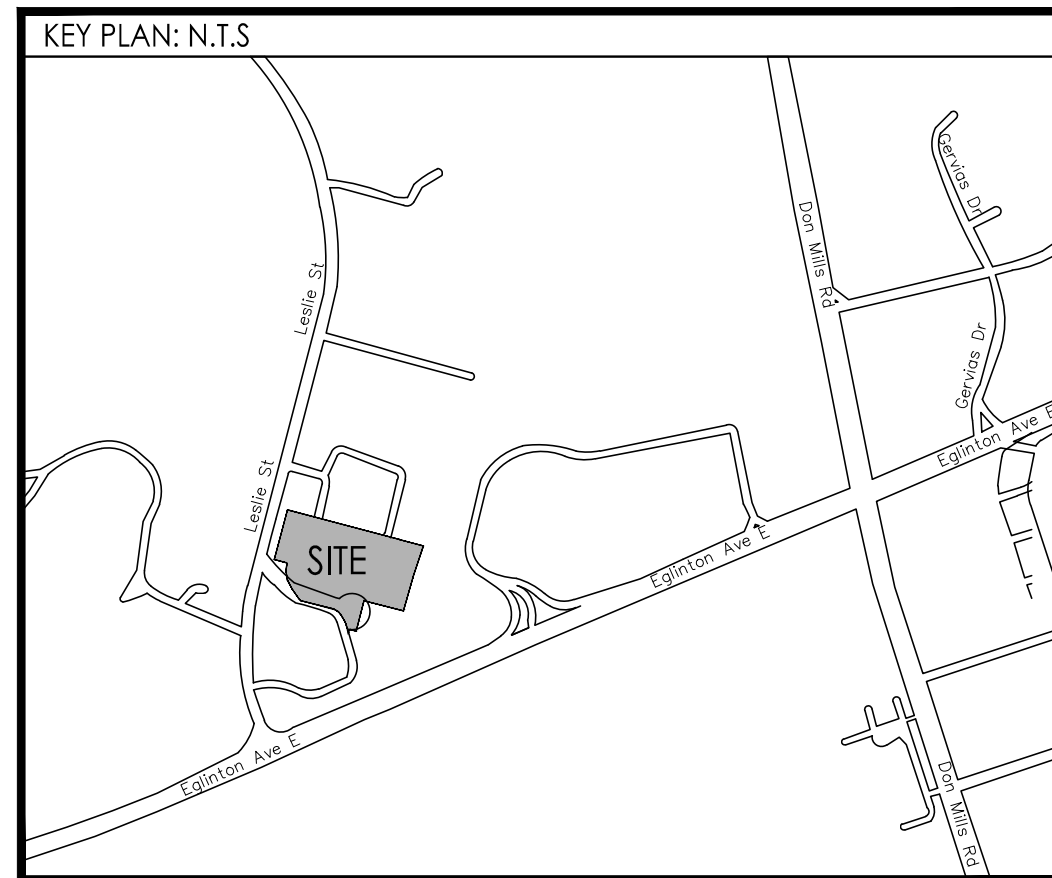 KEY PLAN: N.T.S
Gervias Dr
Don Mills Rd
Leslie St
Gervias Dr
Eglinton Ave E
Leslie St
SITE
Eglinton Ave E
Eglinton Ave E
Don Mills Rd